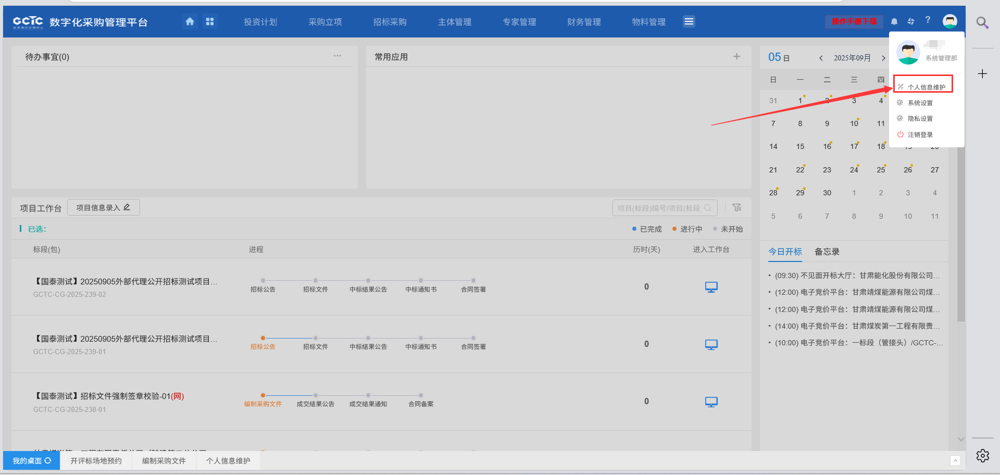 GCTC 数字化采购管理平台
投资计划 采购立项 招标采购 主体管理 专家管理 财务管理 物料管理
操作手册下载
?
系统管理部
个人信息维护
系统设置
隐私设置
注销登录
待办事宜(0) ···
常用应用 +
05 日 < 2025年09月 >
日 一 二 三 四
31 1 2 3 4
7 8 9 10 11
14 15 16 17 18 19 20
21 22 23 24 25 26 27
28 29 30 1 2 3 4
5 6 7 8 9 10 11
项目工作台 项目信息录入
项目(标段)编号/项目(标段)
已选:
已完成 进行中 未开始
标段(包) 进程 历时(天) 进入工作台
【国泰测试】20250905外部代理公开招标测试项目...
GCTC-CG-2025-239-02
招标公告 招标文件 中标结果公告 中标通知书 合同签署
0
【国泰测试】20250905外部代理公开招标测试项目...
GCTC-CG-2025-239-01
招标公告 招标文件 中标结果公告 中标通知书 合同签署
0
【国泰测试】招标文件强制签章校验-01(网)
GCTC-CG-2025-238-01
编制采购文件 成交结果公告 成交结果通知 合同备案
0
今日开标 备忘录
• (09:30) 不见面开标大厅：甘肃能化股份有限公司...
• (12:00) 电子竞价平台：甘肃靖煤能源有限公司煤...
• (12:00) 电子竞价平台：甘肃靖煤能源有限公司煤...
• (14:00) 电子竞价平台：甘肃煤炭第一工程有限责...
• (10:00) 电子竞价平台：一标段（管接头）/GCTC-...
我的桌面 开评标场地预约 编制采购文件 个人信息维护